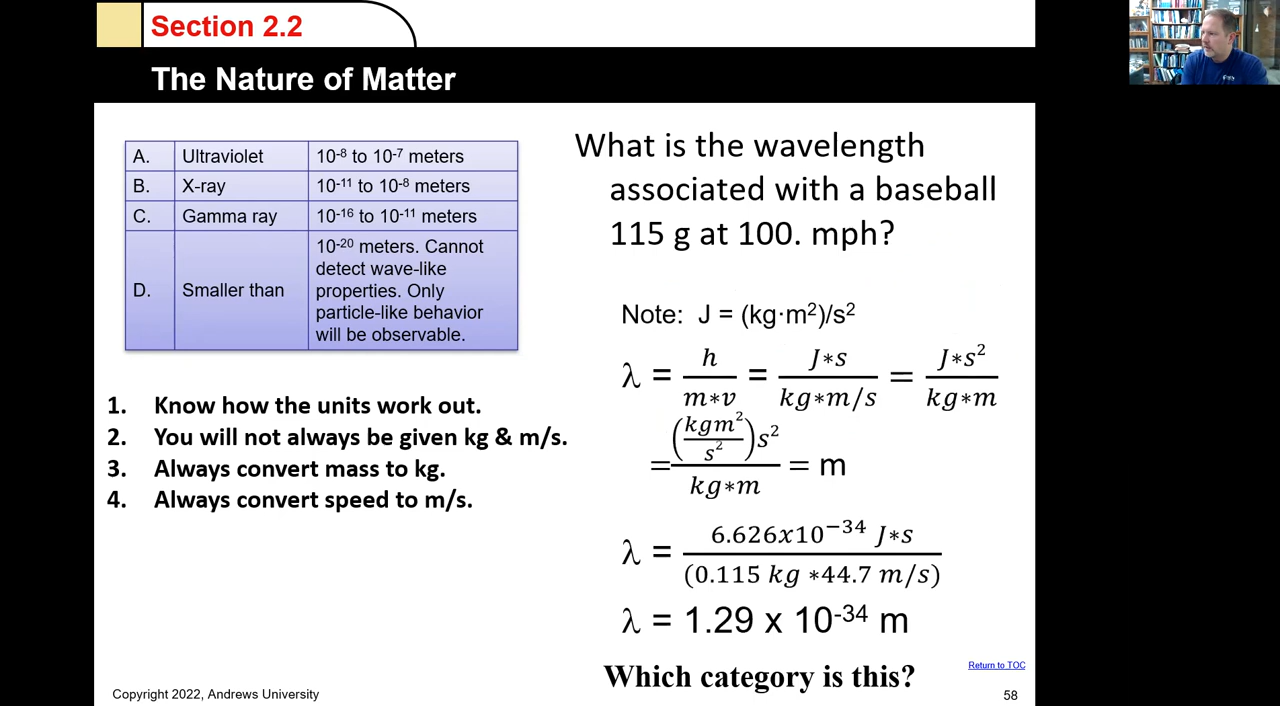 Section 2.2
The Nature of Matter
A. Ultraviolet 10⁻⁸ to 10⁻⁷ meters
B. X-ray 10⁻¹¹ to 10⁻⁸ meters
C. Gamma ray 10⁻¹⁶ to 10⁻¹¹ meters
D. Smaller than 10⁻²⁰ meters. Cannot
detect wave-like
properties. Only
particle-like behavior
will be observable.
1. Know how the units work out.
2. You will not always be given kg & m/s.
3. Always convert mass to kg.
4. Always convert speed to m/s.
What is the wavelength
associated with a baseball
115 g at 100. mph?
Note: J = (kg·m²)/s²
λ = h/(m∗v) = (J∗s)/(kg∗m/s) = (J∗s²)/(kg∗m)
= ((kgm²/s²)s²)/(kg∗m) = m
λ = (6.626x10⁻³⁴ J∗s)/((0.115 kg ∗44.7 m/s))
λ = 1.29 x 10⁻³⁴ m
Which category is this?
Return to TOC
Copyright 2022, Andrews University
58